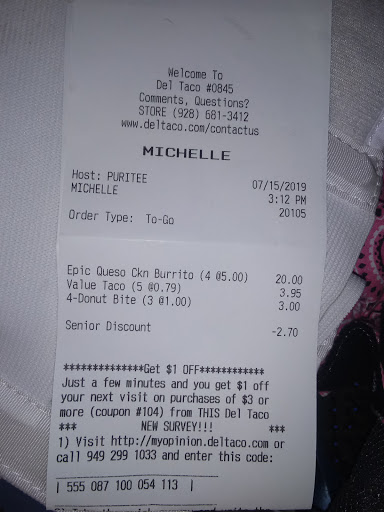 Welcome To
Del Taco #0845
Comments, Questions?
STORE (928) 681-3412
www.deltaco.com/contactus
MICHELLE
Host: PURITEE 07/15/2019
MICHELLE 3:12 PM
20105
Order Type: To-Go
Epic Queso Ckn Burrito (4 @5.00) 20.00
Value Taco (5 @0.79) 3.95
4-Donut Bite (3 @1.00) 3.00
Senior Discount -2.70
**************Get $1 OFF************
Just a few minutes and you get $1 off
your next visit on purchases of $3 or
more (coupon #104) from THIS Del Taco
*** NEW SURVEY!!! ***
1) Visit http://myopinion.deltaco.com or
call 949 299 1033 and enter this code:
| 555 087 100 054 113 |